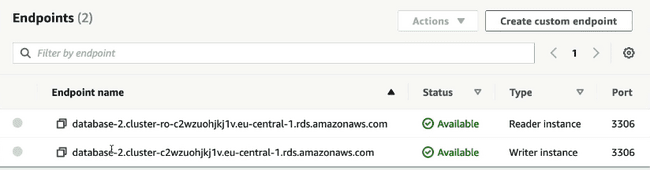 Endpoints (2)
Actions
Create custom endpoint
Filter by endpoint
1
Endpoint name Status Type Port
database-2.cluster-ro-c2wzuohjkj1v.eu-central-1.rds.amazonaws.com Available Reader instance 3306
database-2.cluster-c2wzuohjkj1v.eu-central-1.rds.amazonaws.com Available Writer instance 3306